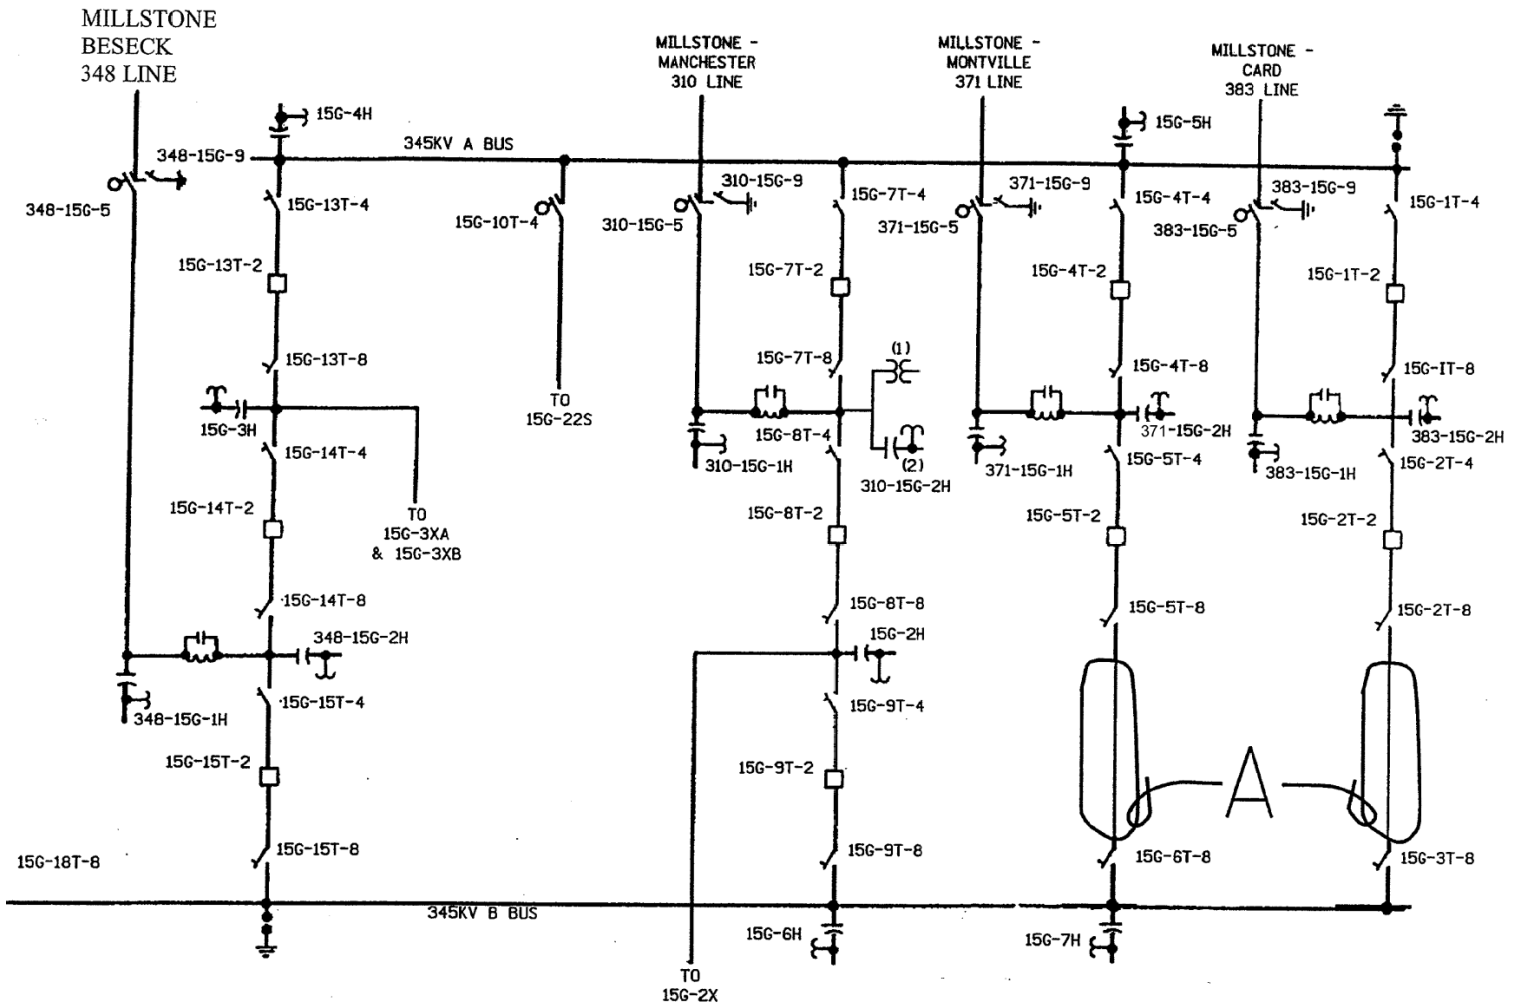 MILLSTONE
BESECK
348 LINE
MILLSTONE -
MANCHESTER
310 LINE
MILLSTONE -
MONTVILLE
371 LINE
MILLSTONE -
CARD
383 LINE
15G-4H
15G-5H
345KV A BUS
348-15G-9
348-15G-5
15G-13T-4
15G-10T-4
310-15G-9
310-15G-5
15G-7T-4
371-15G-9
371-15G-5
15G-4T-4
383-15G-9
383-15G-5
15G-1T-4
15G-13T-2
15G-7T-2
15G-4T-2
15G-1T-2
15G-13T-8
15G-7T-8
(1)
15G-4T-8
15G-IT-8
TO
15G-22S
15G-3H
15G-14T-4
15G-8T-4
310-15G-1H
(2)
310-15G-2H
371-15G-2H
371-15G-1H
15G-5T-4
383-15G-2H
383-15G-1H
15G-2T-4
15G-14T-2
TO
15G-3XA
& 15G-3XB
15G-8T-2
15G-5T-2
15G-2T-2
15G-14T-8
15G-8T-8
15G-5T-8
15G-2T-8
348-15G-2H
15G-2H
348-15G-1H
15G-15T-4
15G-9T-4
15G-15T-2
15G-9T-2
A
15G-18T-8
15G-15T-8
15G-9T-8
15G-6T-8
15G-3T-8
345KV B BUS
15G-6H
15G-7H
TO
15G-2X